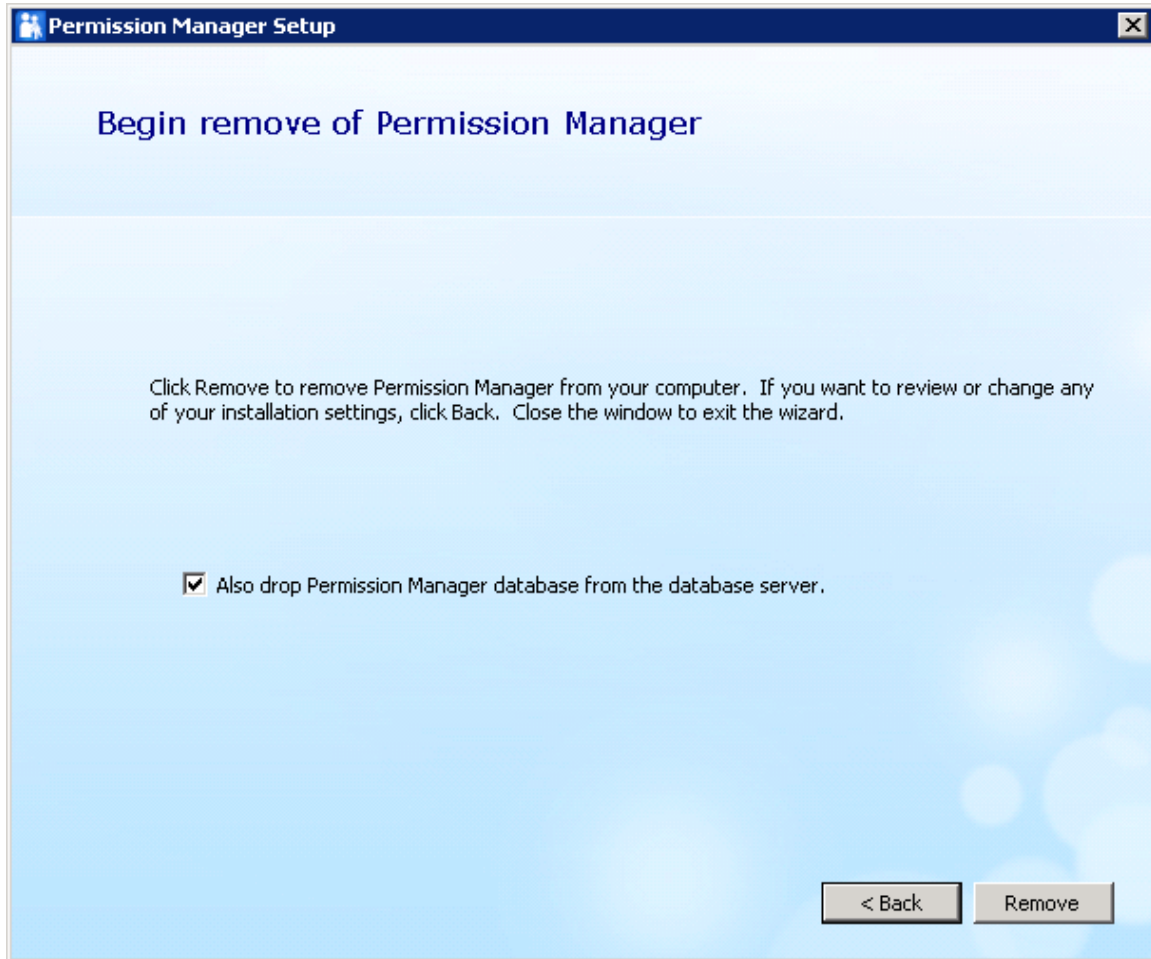 Permission Manager Setup
Begin remove of Permission Manager
Click Remove to remove Permission Manager from your computer.  If you want to review or change any
of your installation settings, click Back.  Close the window to exit the wizard.
Also drop Permission Manager database from the database server.
< Back
Remove